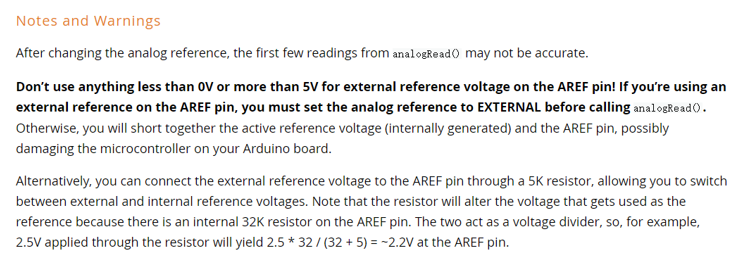 Notes and Warnings
After changing the analog reference, the first few readings from analogRead() may not be accurate.
Don’t use anything less than 0V or more than 5V for external reference voltage on the AREF pin! If you’re using an
external reference on the AREF pin, you must set the analog reference to EXTERNAL before calling analogRead().
Otherwise, you will short together the active reference voltage (internally generated) and the AREF pin, possibly
damaging the microcontroller on your Arduino board.
Alternatively, you can connect the external reference voltage to the AREF pin through a 5K resistor, allowing you to switch
between external and internal reference voltages. Note that the resistor will alter the voltage that gets used as the
reference because there is an internal 32K resistor on the AREF pin. The two act as a voltage divider, so, for example,
2.5V applied through the resistor will yield 2.5 * 32 / (32 + 5) = ~2.2V at the AREF pin.